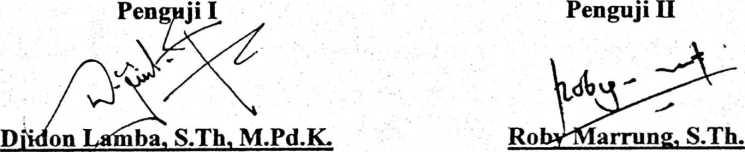 Penguji I
Penguji II
Djidon Lamba, S.Th, M.Pd.K.
Roby Marrung, S.Th.